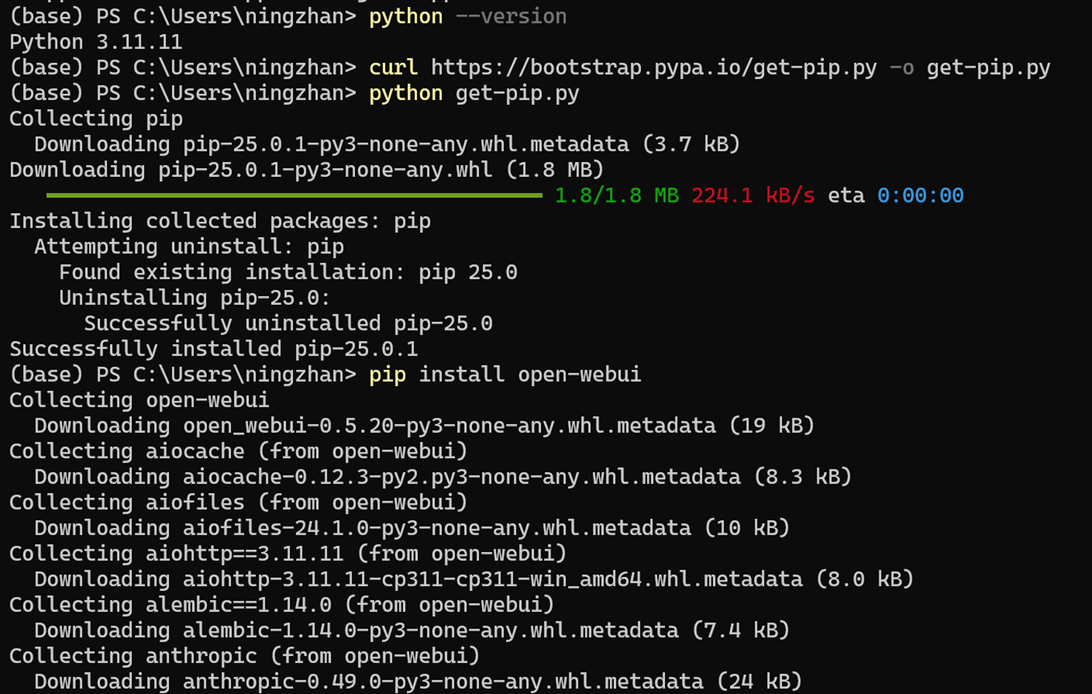 (base) PS C:\Users\ningzhan> python --version
Python 3.11.11
(base) PS C:\Users\ningzhan> curl https://bootstrap.pypa.io/get-pip.py -o get-pip.py
(base) PS C:\Users\ningzhan> python get-pip.py
Collecting pip
  Downloading pip-25.0.1-py3-none-any.whl.metadata (3.7 kB)
Downloading pip-25.0.1-py3-none-any.whl (1.8 MB)
1.8/1.8 MB 224.1 kB/s eta 0:00:00
Installing collected packages: pip
  Attempting uninstall: pip
    Found existing installation: pip 25.0
    Uninstalling pip-25.0:
      Successfully uninstalled pip-25.0
Successfully installed pip-25.0.1
(base) PS C:\Users\ningzhan> pip install open-webui
Collecting open-webui
  Downloading open_webui-0.5.20-py3-none-any.whl.metadata (19 kB)
Collecting aiocache (from open-webui)
  Downloading aiocache-0.12.3-py2.py3-none-any.whl.metadata (8.3 kB)
Collecting aiofiles (from open-webui)
  Downloading aiofiles-24.1.0-py3-none-any.whl.metadata (10 kB)
Collecting aiohttp==3.11.11 (from open-webui)
  Downloading aiohttp-3.11.11-cp311-cp311-win_amd64.whl.metadata (8.0 kB)
Collecting alembic==1.14.0 (from open-webui)
  Downloading alembic-1.14.0-py3-none-any.whl.metadata (7.4 kB)
Collecting anthropic (from open-webui)
  Downloading anthropic-0.49.0-py3-none-any.whl.metadata (24 kB)